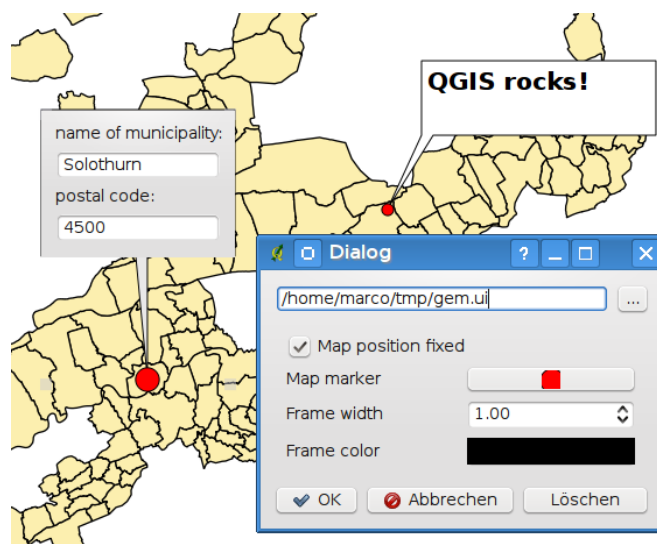 QGIS rocks!
name of municipality:
Solothurn
postal code:
4500
Dialog
?
/home/marco/tmp/gem.ui
...
Map position fixed
Map marker
Frame width
1.00
Frame color
OK
Abbrechen
Löschen